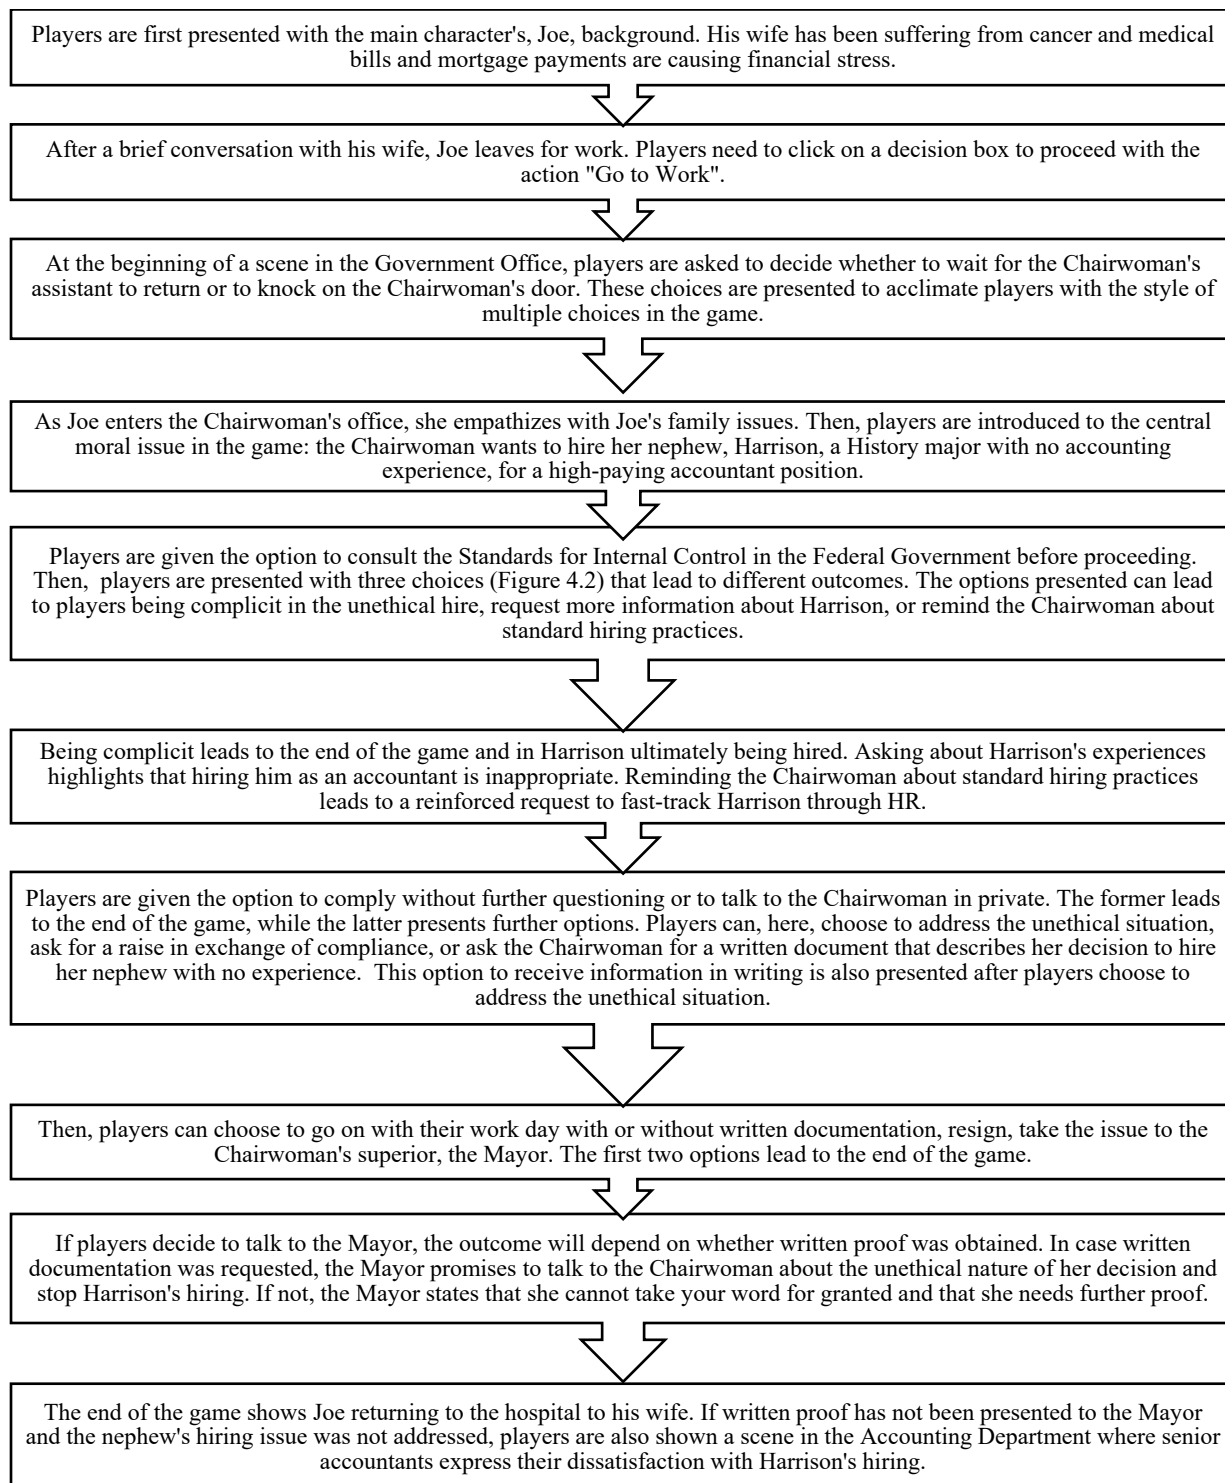 Players are first presented with the main character's, Joe, background. His wife has been suffering from cancer and medical
bills and mortgage payments are causing financial stress.
After a brief conversation with his wife, Joe leaves for work. Players need to click on a decision box to proceed with the
action "Go to Work".
At the beginning of a scene in the Government Office, players are asked to decide whether to wait for the Chairwoman's
assistant to return or to knock on the Chairwoman's door. These choices are presented to acclimate players with the style of
multiple choices in the game.
As Joe enters the Chairwoman's office, she empathizes with Joe's family issues. Then, players are introduced to the central
moral issue in the game: the Chairwoman wants to hire her nephew, Harrison, a History major with no accounting
experience, for a high-paying accountant position.
Players are given the option to consult the Standards for Internal Control in the Federal Government before proceeding.
Then, players are presented with three choices (Figure 4.2) that lead to different outcomes. The options presented can lead
to players being complicit in the unethical hire, request more information about Harrison, or remind the Chairwoman about
standard hiring practices.
Being complicit leads to the end of the game and in Harrison ultimately being hired. Asking about Harrison's experiences
highlights that hiring him as an accountant is inappropriate. Reminding the Chairwoman about standard hiring practices
leads to a reinforced request to fast-track Harrison through HR.
Players are given the option to comply without further questioning or to talk to the Chairwoman in private. The former leads
to the end of the game, while the latter presents further options. Players can, here, choose to address the unethical situation,
ask for a raise in exchange of compliance, or ask the Chairwoman for a written document that describes her decision to hire
her nephew with no experience. This option to receive information in writing is also presented after players choose to
address the unethical situation.
Then, players can choose to go on with their work day with or without written documentation, resign, take the issue to the
Chairwoman's superior, the Mayor. The first two options lead to the end of the game.
If players decide to talk to the Mayor, the outcome will depend on whether written proof was obtained. In case written
documentation was requested, the Mayor promises to talk to the Chairwoman about the unethical nature of her decision and
stop Harrison's hiring. If not, the Mayor states that she cannot take your word for granted and that she needs further proof.
The end of the game shows Joe returning to the hospital to his wife. If written proof has not been presented to the Mayor
and the nephew's hiring issue was not addressed, players are also shown a scene in the Accounting Department where senior
accountants express their dissatisfaction with Harrison's hiring.